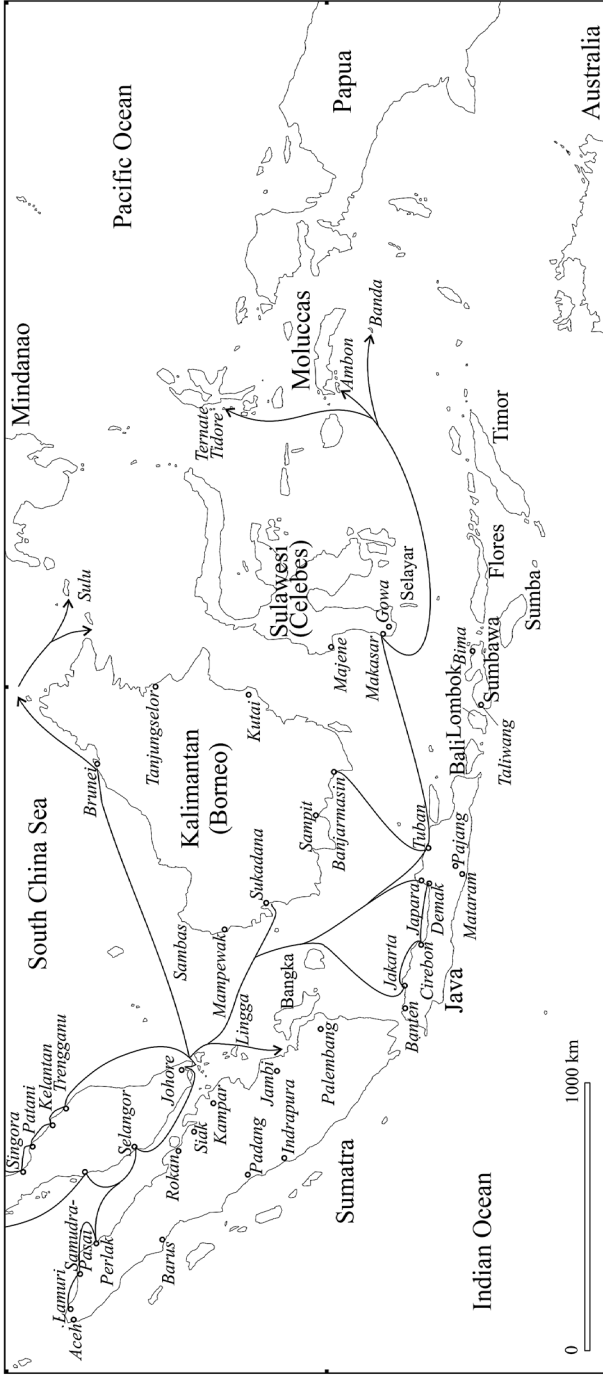 Mindanao
Pacific Ocean
South China Sea
Singora
Patani
Kelantan
Trengganu
Lamuri
Aceh
Samudra-
Pasai
Perlak
Selangor
Johore
Rokan
Siak
Kampar
Lingga
Barus
Padang
Indrapura
Jambi
Palembang
Bangka
Sumatra
Brunei
Sulu
Sambas
Mampewak
Sukadana
Kalimantan
(Borneo)
Tanjungselor
Kutai
Sampit
Banjarmasin
Sulawesi
(Celebes)
Majene
Makasar
Gowa
Selayar
Ternate
Tidore
Moluccas
Ambon
Banda
Papua
Jakarta
Banten
Cirebon
Japara
Demak
Tuban
Pajang
Mataram
Java
Bali
Lombok
Taliwang
Sumbawa
Bima
Flores
Sumba
Timor
Australia
Indian Ocean
0
1000 km